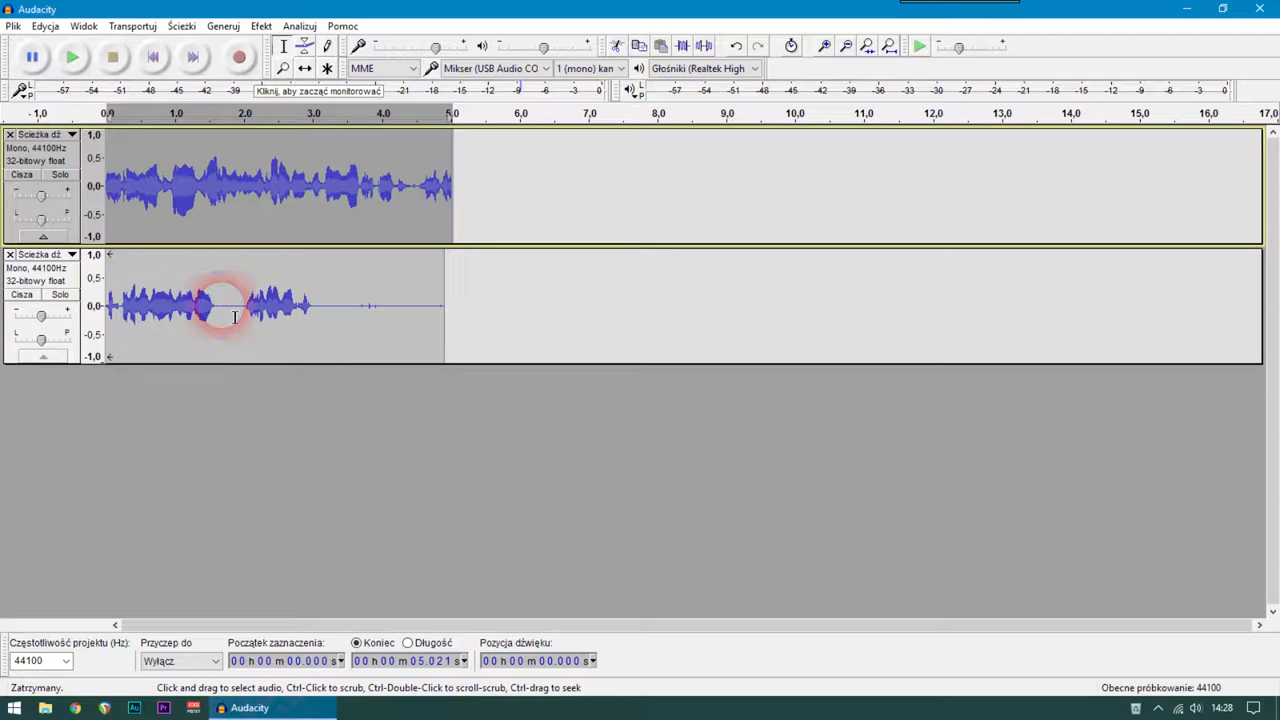 Audacity
Plik Edycja Widok Transportuj Ścieżki Generuj Efekt Analizuj Pomoc
MME Mikser (USB Audio CO 1 (mono) kan Głośniki (Realtek High
L P -57 -54 -51 -48 -45 -42 -39 Kliknij, aby zacząć monitorować -21 -18 -15 -12 -9 -6 -3 0 L P -57 -54 -51 -48 -45 -42 -39 -36 -33 -30 -27 -24 -21 -18 -15 -12 -9 -6 -3 0
- 1,0 0,0 1,0 2,0 3,0 4,0 5,0 6,0 7,0 8,0 9,0 10,0 11,0 12,0 13,0 14,0 15,0 16,0 17,0
Ścieżka dź 1,0
Mono, 44100Hz
32-bitowy float 0,5
Cisza Solo
- + 0,0
L P -0,5
-1,0
Ścieżka dź 1,0
Mono, 44100Hz
32-bitowy float 0,5
Cisza Solo
- + 0,0
L P -0,5
-1,0
Częstotliwość projektu (Hz): Przyczep do Początek zaznaczenia: Koniec Długość Pozycja dźwięku:
44100 Wyłącz 00 h 00 m 00.000 s 00 h 00 m 05.021 s 00 h 00 m 00.000 s
Zatrzymany. Click and drag to select audio, Ctrl-Click to scrub, Ctrl-Double-Click to scroll-scrub, Ctrl-drag to seek Obecne próbkowanie: 44100
Au Pr Audacity 14:28